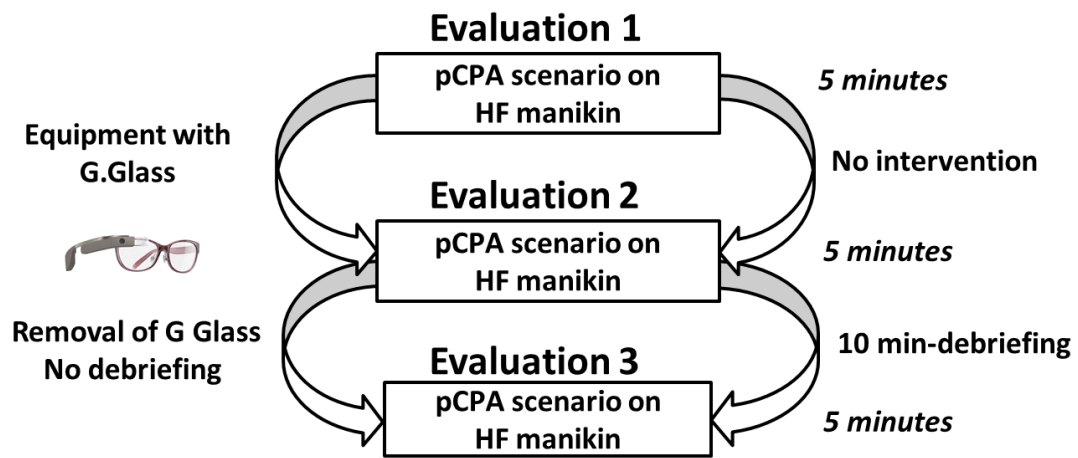 Evaluation 1
pCPA scenario on
HF manikin
5 minutes
Equipment with
G.Glass
No intervention
Evaluation 2
pCPA scenario on
HF manikin
5 minutes
Removal of G Glass
No debriefing
10 min-debriefing
Evaluation 3
pCPA scenario on
HF manikin
5 minutes